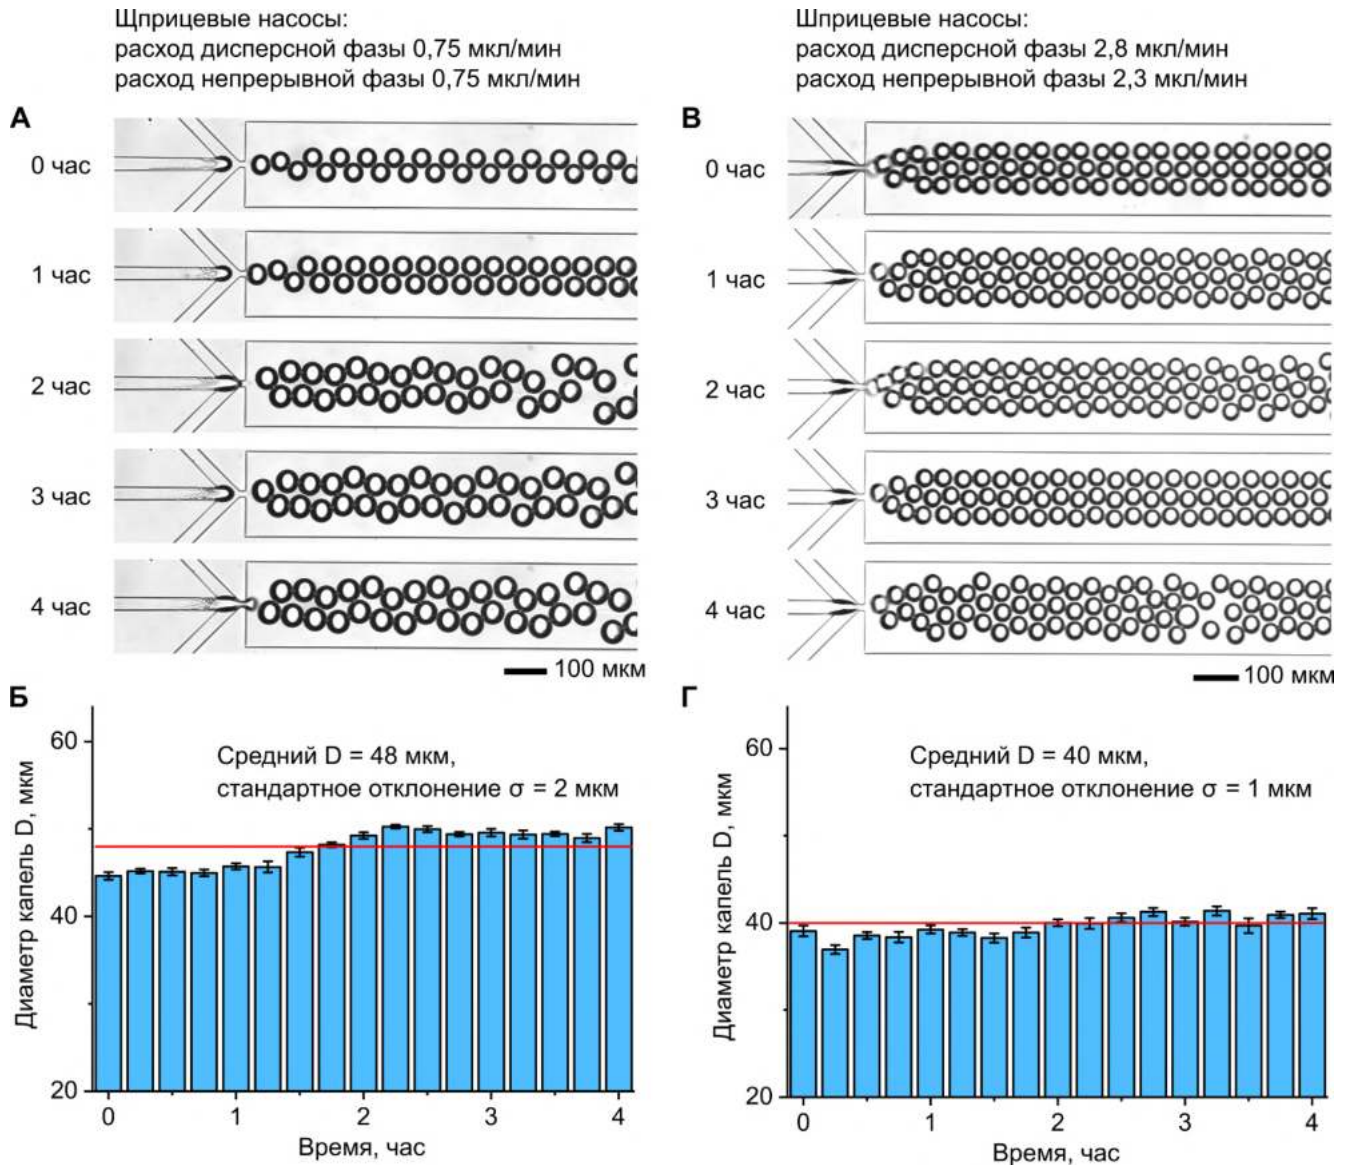 Щприцевые насосы:
расход дисперсной фазы 0,75 мкл/мин
расход непрерывной фазы 0,75 мкл/мин
А
0 час
1 час
2 час
3 час
4 час
100 мкм
Шприцевые насосы:
расход дисперсной фазы 2,8 мкл/мин
расход непрерывной фазы 2,3 мкл/мин
В
0 час
1 час
2 час
3 час
4 час
100 мкм
Б
Диаметр капель D, мкм
60
40
20
Средний D = 48 мкм,
стандартное отклонение σ = 2 мкм
0 1 2 3 4
Время, час
Г
Диаметр капель D, мкм
60
40
20
Средний D = 40 мкм,
стандартное отклонение σ = 1 мкм
0 1 2 3 4
Время, час